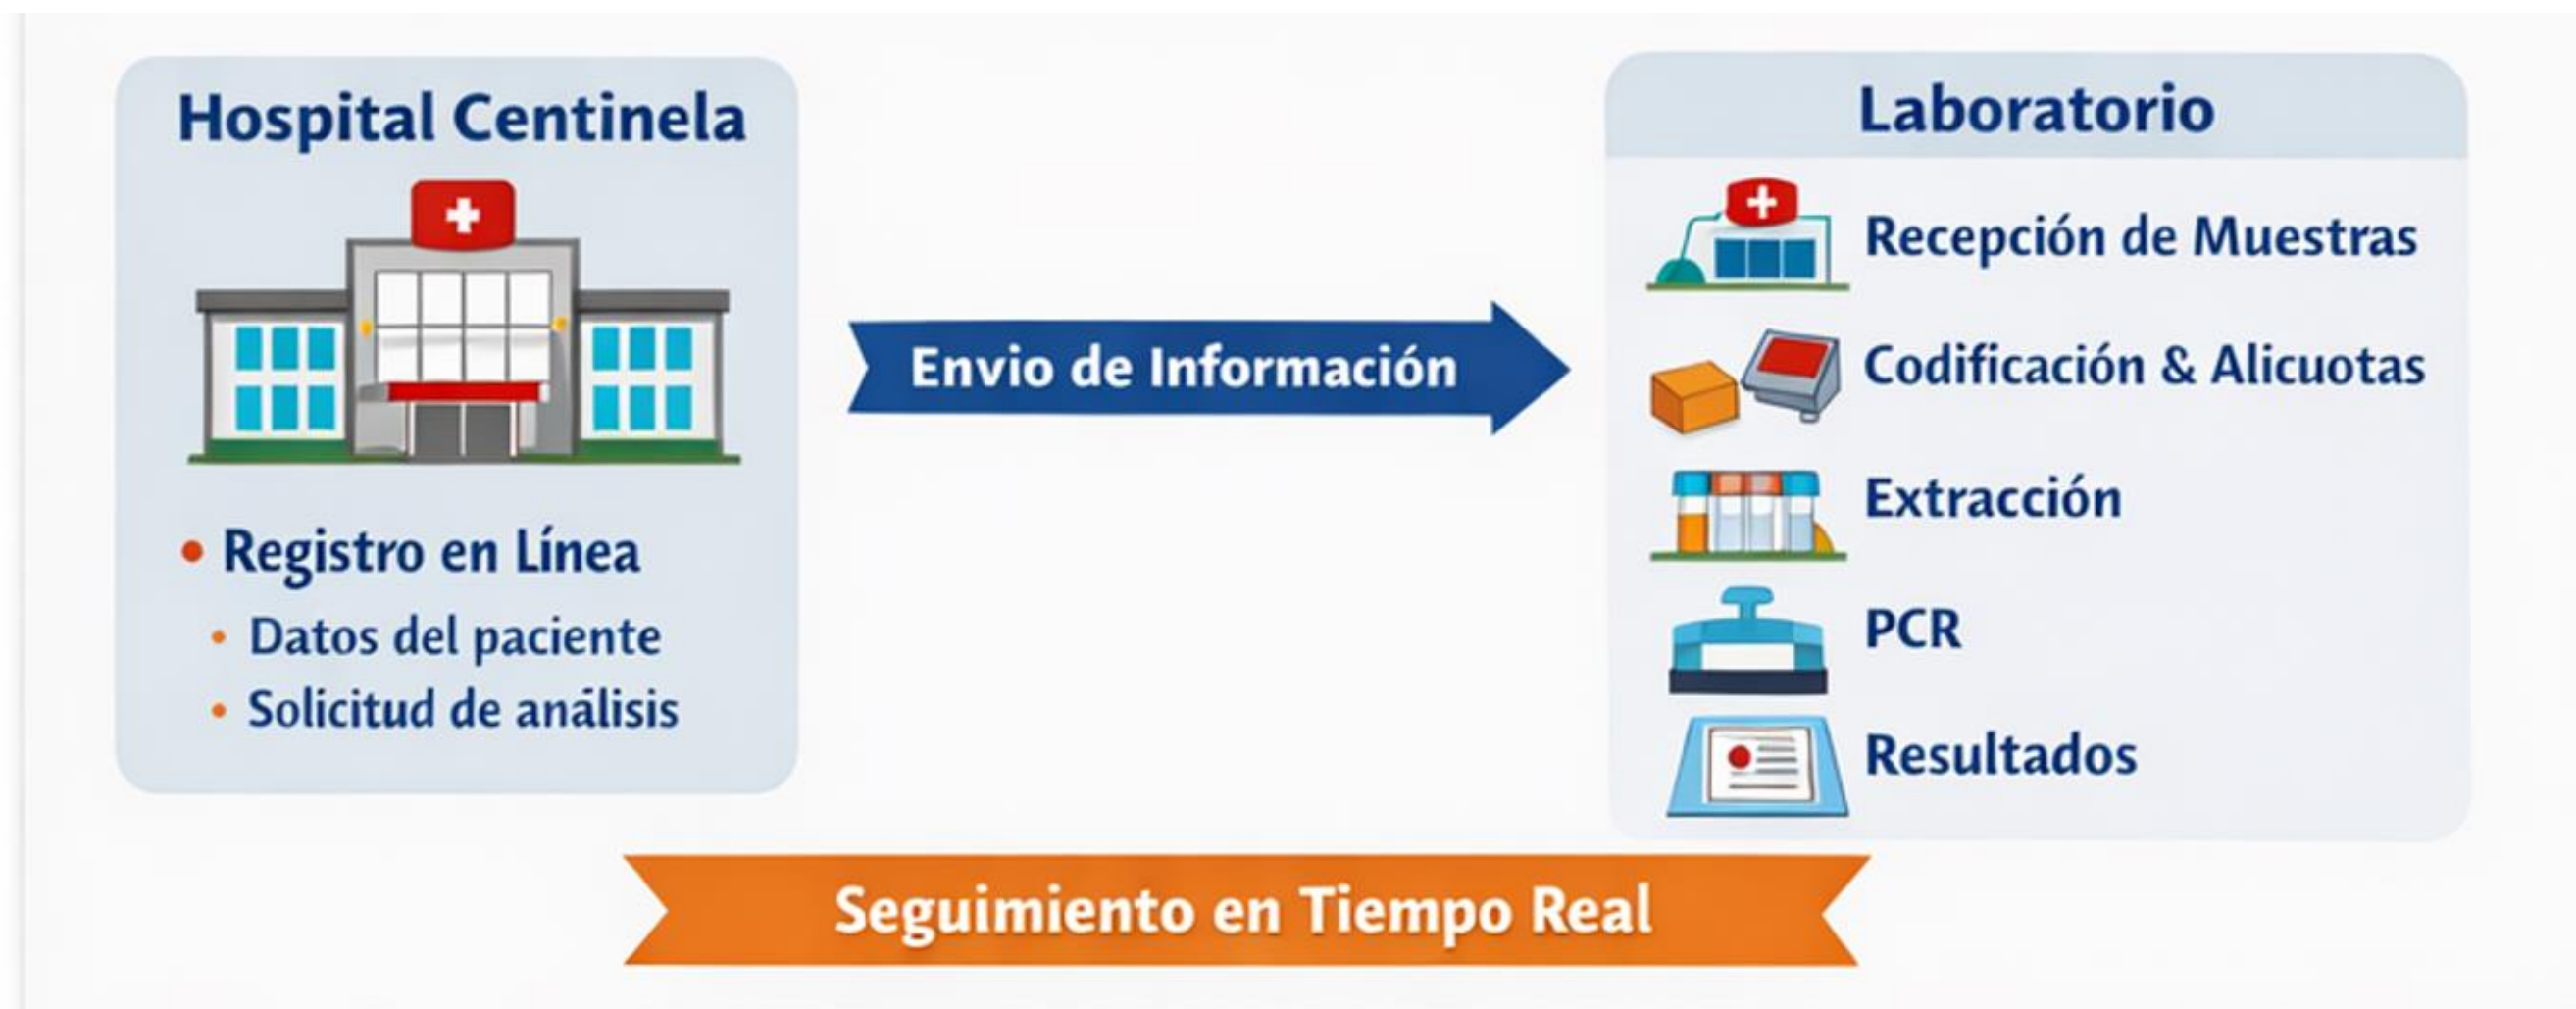 Hospital Centinela
• Registro en Línea
• Datos del paciente
• Solicitud de análisis
Envio de Información
Laboratorio
Recepción de Muestras
Codificación & Alicuotas
Extracción
PCR
Resultados
Seguimiento en Tiempo Real